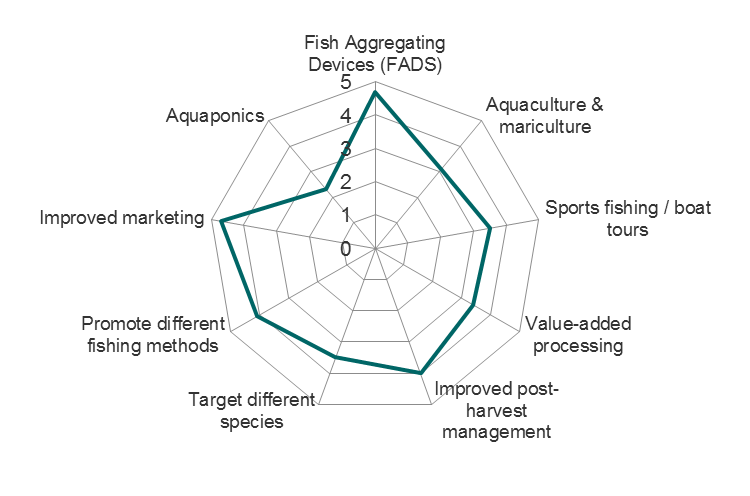 Fish Aggregating
Devices (FADS)
5
Aquaculture &
mariculture
Aquaponics
4
3
2
Sports fishing / boat
tours
Improved marketing
1
0
Value-added
processing
Promote different
fishing methods
Improved post-
harvest
management
Target different
species